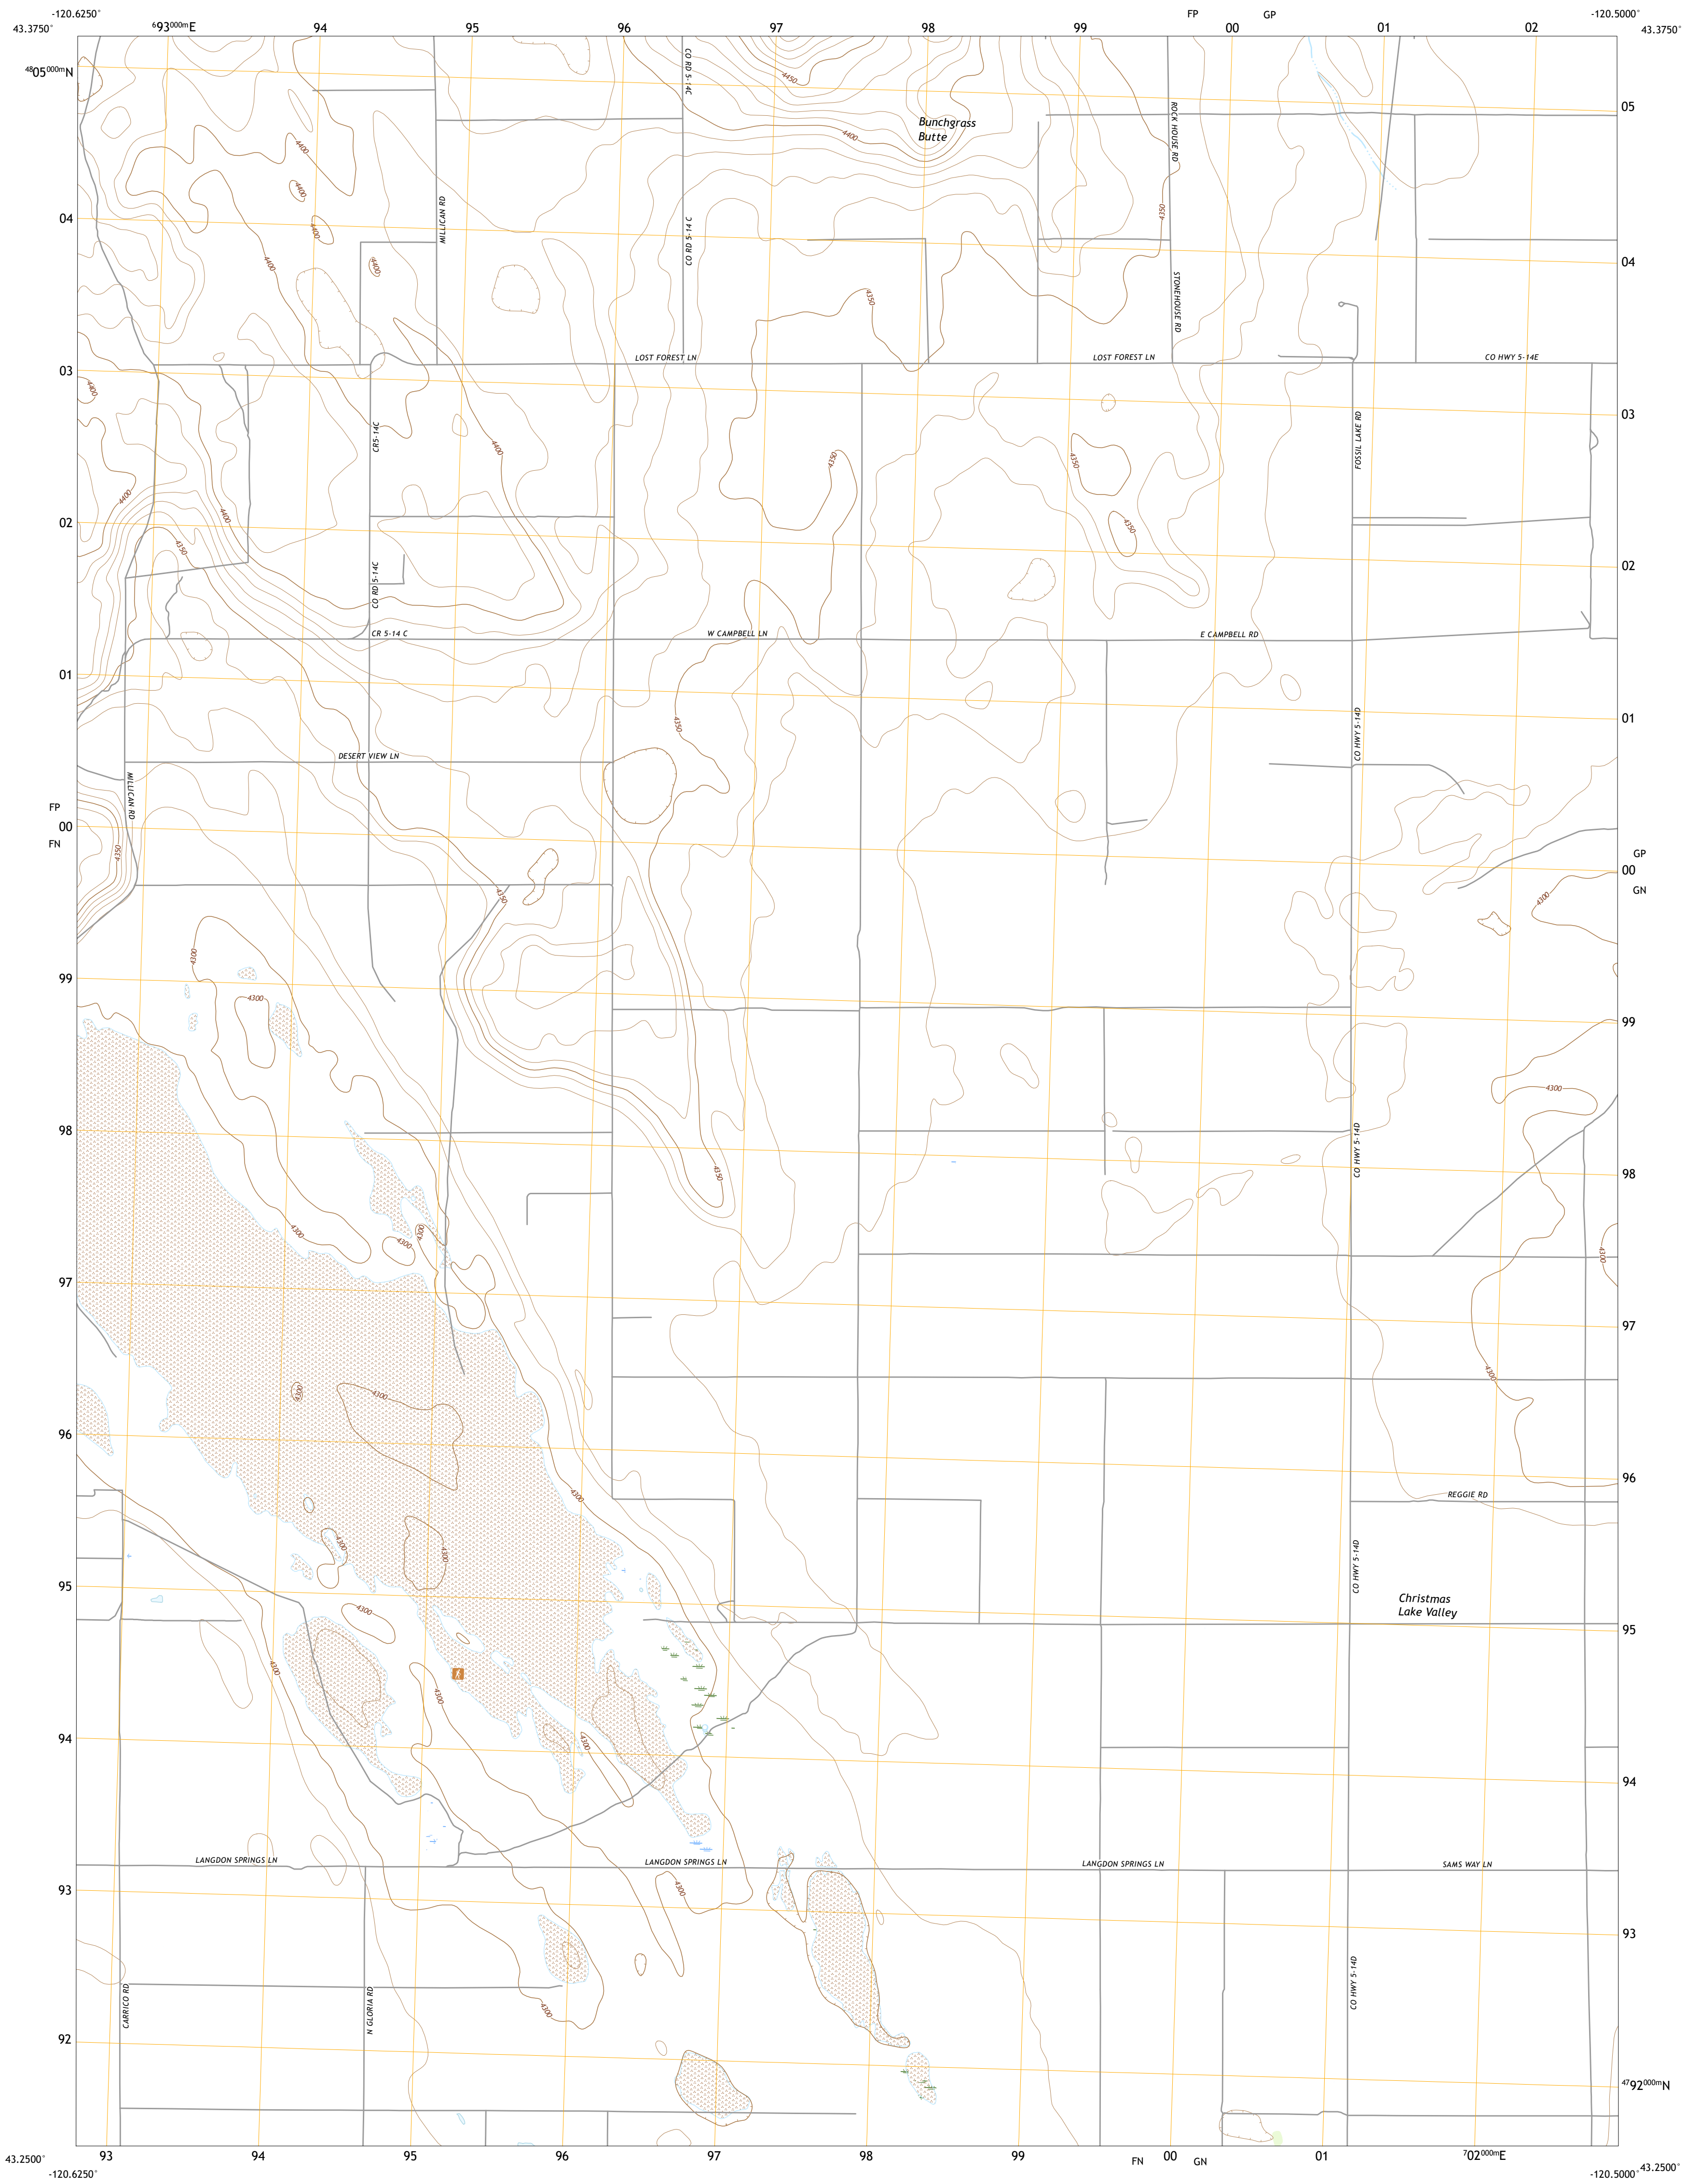 -120.6250°
FP
GP
-120.5000°
43.3750°
⁶93⁰⁰⁰ᵐE
94
95
96
97
98
99
00
01
02
43.3750°
⁴⁸05⁰⁰⁰ᵐN
05
CO RD 5-14C
4450
Bunchgrass
Butte
ROCK HOUSE RD
4400
4400
4400
4400
4400
4400
04
04
MILLICAN RD
CO RD 5-14 C
4350
STONEHOUSE RD
4350
LOST FOREST LN
LOST FOREST LN
CO HWY 5-14E
03
03
4400
CR5-14C
4400
4350
4350
FOSSIL LAKE RD
4400
4400
4350
4350
02
02
CO RD 5-14C
CR 5-14 C
W CAMPBELL LN
E CAMPBELL RD
01
01
4350
CO HWY 5-14D
DESERT VIEW LN
MILLICAN RD
FP
00
FN
4350
GP
00
GN
4350
4300
4300
99
99
4300
4300
98
98
CO HWY 5-14D
4350
4300
4300
4300
4300
97
97
4300
4300
4300
96
96
4300
REGGIE RD
4300
4300
CO HWY 5-14D
95
95
4300
Christmas
Lake Valley
4300
4300
94
94
4300
LANGDON SPRINGS LN
LANGDON SPRINGS LN
LANGDON SPRINGS LN
SAMS WAY LN
93
93
4300
CARRICO RD
N GLORIA RD
4300
CO HWY 5-14D
92
⁴⁷92⁰⁰⁰ᵐN
43.2500°
93
94
95
96
97
98
99
FN
00
GN
01
⁷02⁰⁰⁰ᵐE
43.2500°
-120.6250°
-120.5000°